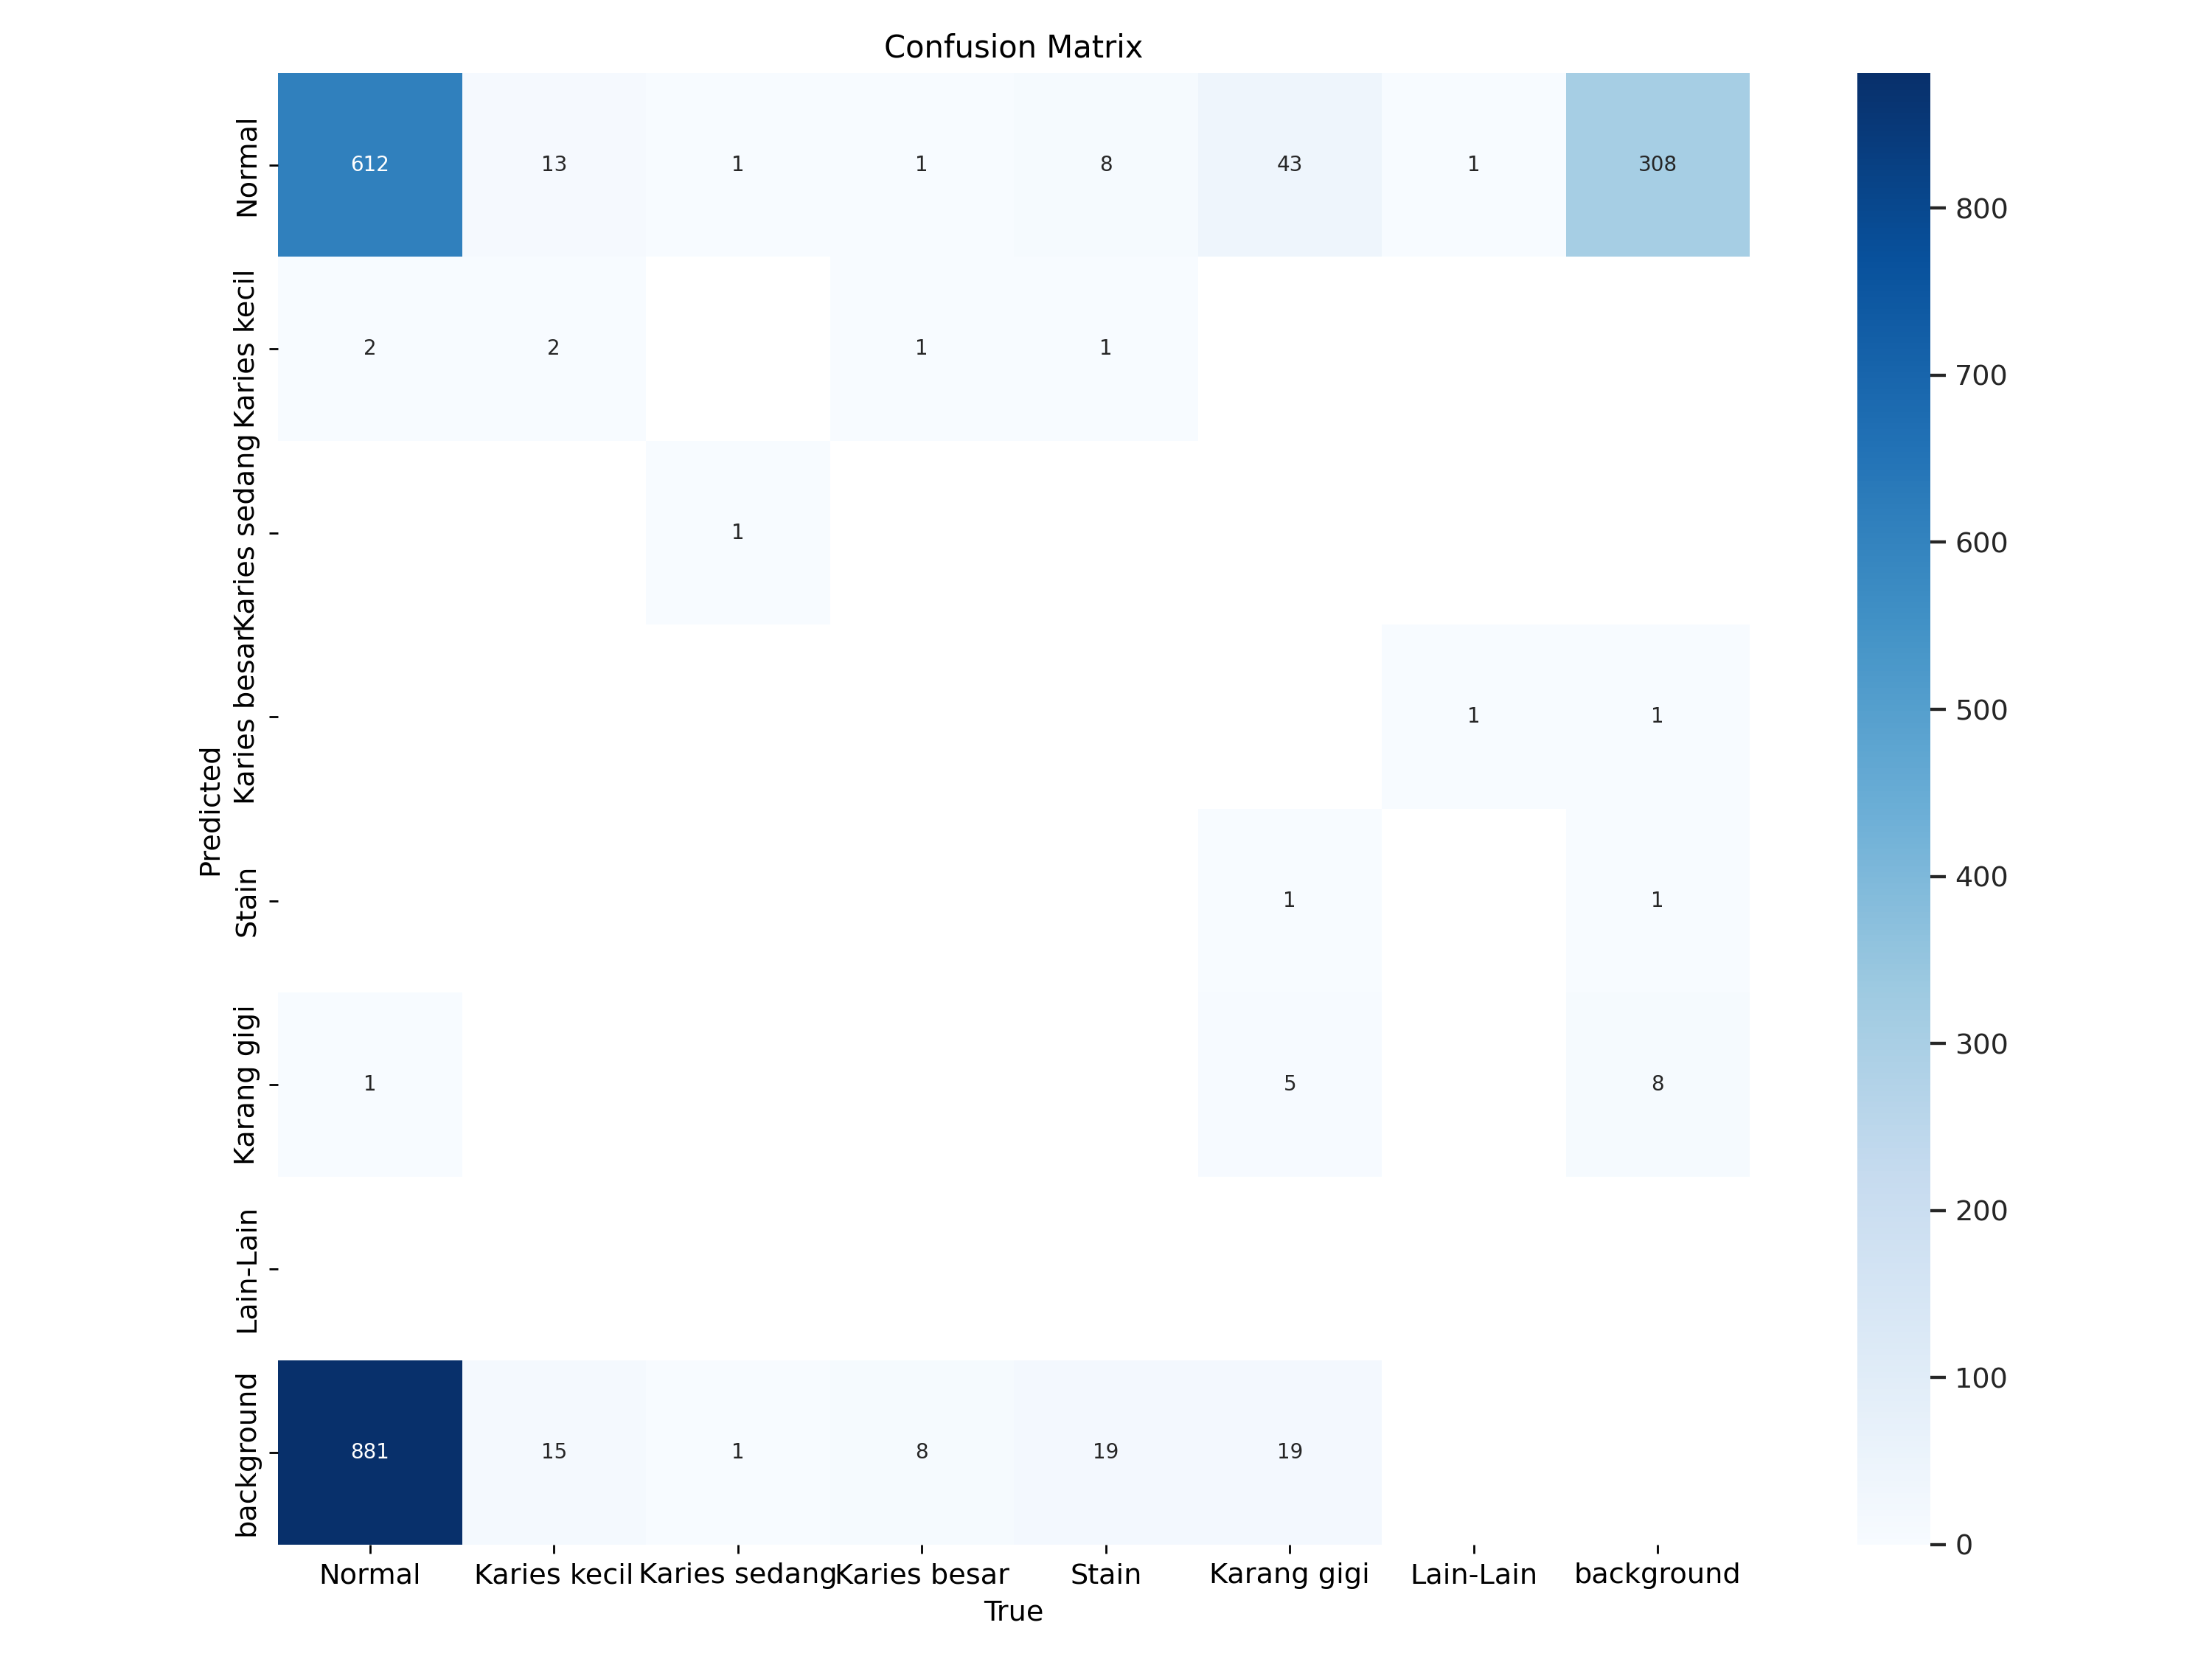 Confusion Matrix
Normal
612 13 1 1 8 43 1 308
Karies kecil
2 2 1 1
Karies sedang
1
Karies besar
1 1
Stain
1 1
Karang gigi
1 5 8
Lain-Lain
background
881 15 1 8 19 19
Predicted
Normal Karies kecil Karies sedang Karies besar Stain Karang gigi Lain-Lain background
True
800
700
600
500
400
300
200
100
0